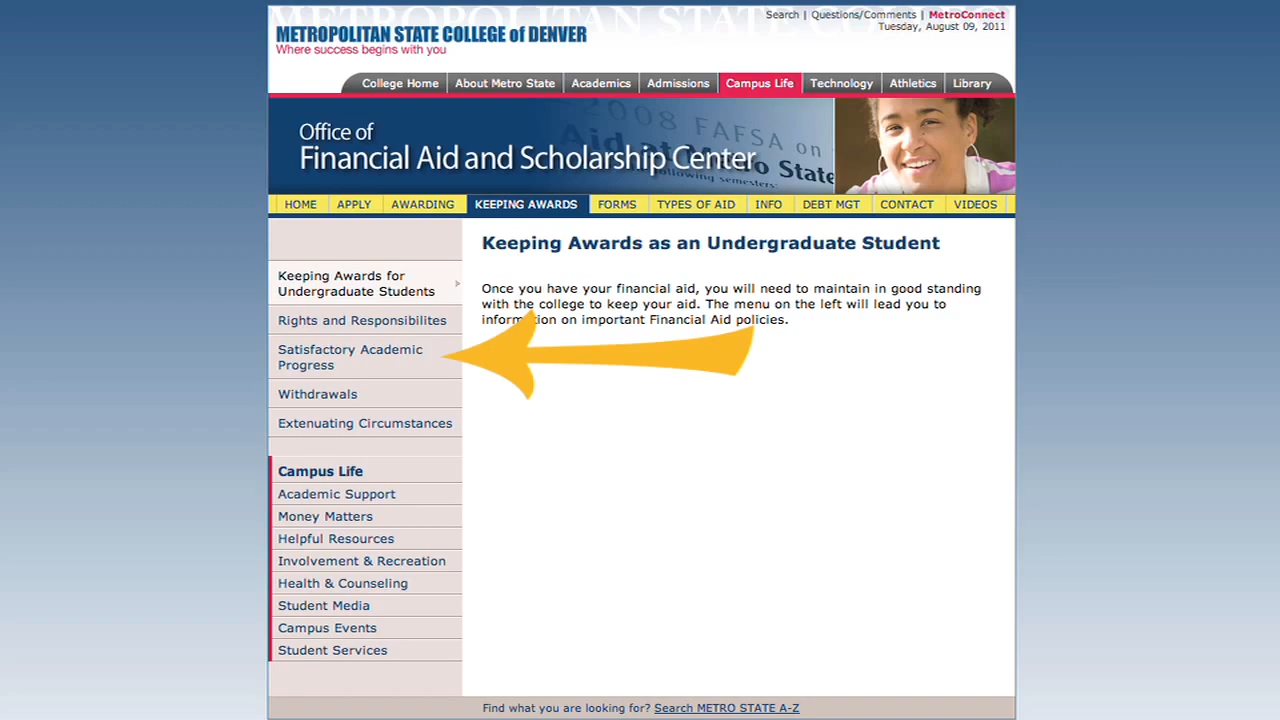 METROPOLITAN STATE COLLEGE of DENVER
Where success begins with you
Search | Questions/Comments | MetroConnect
Tuesday, August 09, 2011
College Home
About Metro State
Academics
Admissions
Campus Life
Technology
Athletics
Library
Office of
Financial Aid and Scholarship Center
2008 FAFSA on
Aid at Metro State
following semesters:
HOME
APPLY
AWARDING
KEEPING AWARDS
FORMS
TYPES OF AID
INFO
DEBT MGT
CONTACT
VIDEOS
Keeping Awards for
Undergraduate Students
Rights and Responsibilites
Satisfactory Academic
Progress
Withdrawals
Extenuating Circumstances
Campus Life
Academic Support
Money Matters
Helpful Resources
Involvement & Recreation
Health & Counseling
Student Media
Campus Events
Student Services
Keeping Awards as an Undergraduate Student
Once you have your financial aid, you will need to maintain in good standing
with the college to keep your aid. The menu on the left will lead you to
information on important Financial Aid policies.
Find what you are looking for? Search METRO STATE A-Z